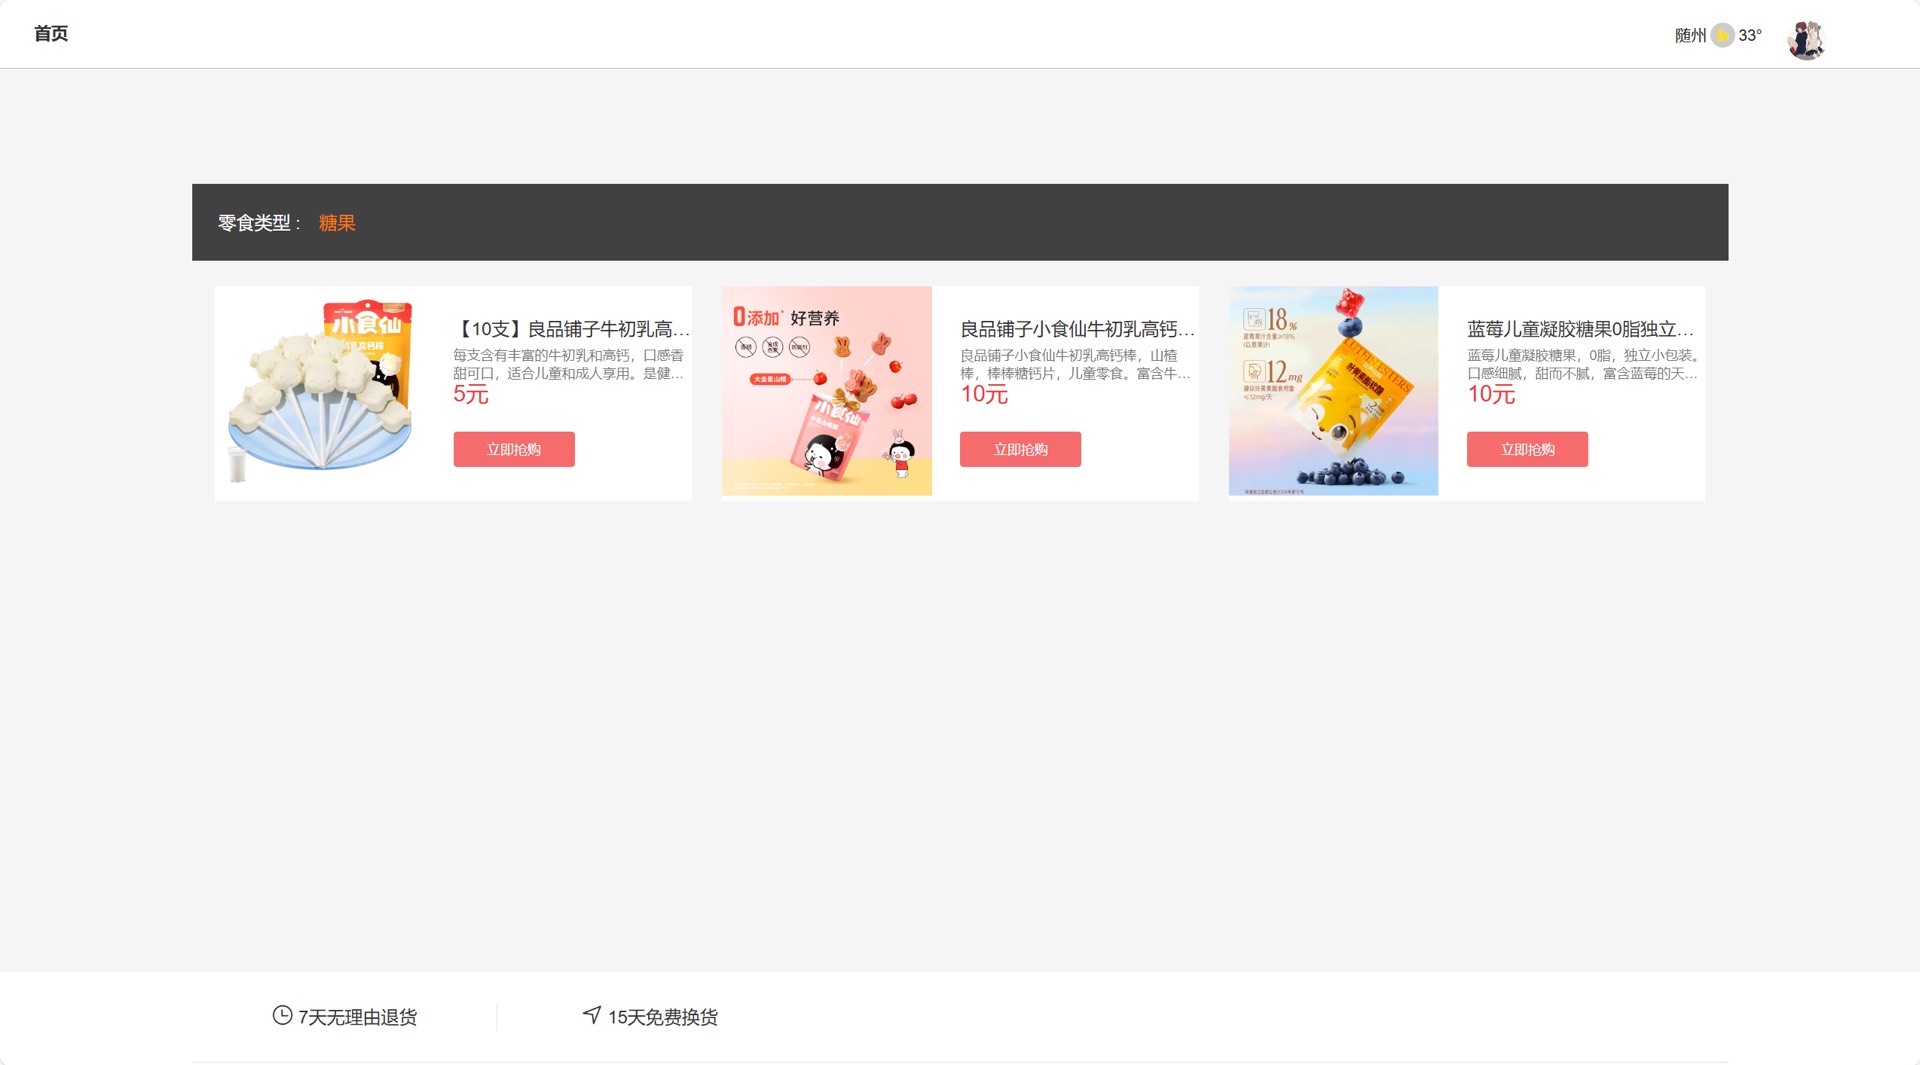 首页
随州 33°
零食类型： 糖果
小食仙
【10支】良品铺子牛初乳高…
每支含有丰富的牛初乳和高钙，口感香
甜可口，适合儿童和成人享用。是健…
5元
立即抢购
0添加 好营养
大金星山楂
小食仙
良品铺子小食仙牛初乳高钙…
良品铺子小食仙牛初乳高钙棒，山楂
棒，棒棒糖钙片，儿童零食。富含牛…
10元
立即抢购
18%
12mg
蓝莓儿童凝胶糖果0脂独立…
蓝莓儿童凝胶糖果，0脂，独立小包装。
口感细腻，甜而不腻，富含蓝莓的天…
10元
立即抢购
7天无理由退货
15天免费换货